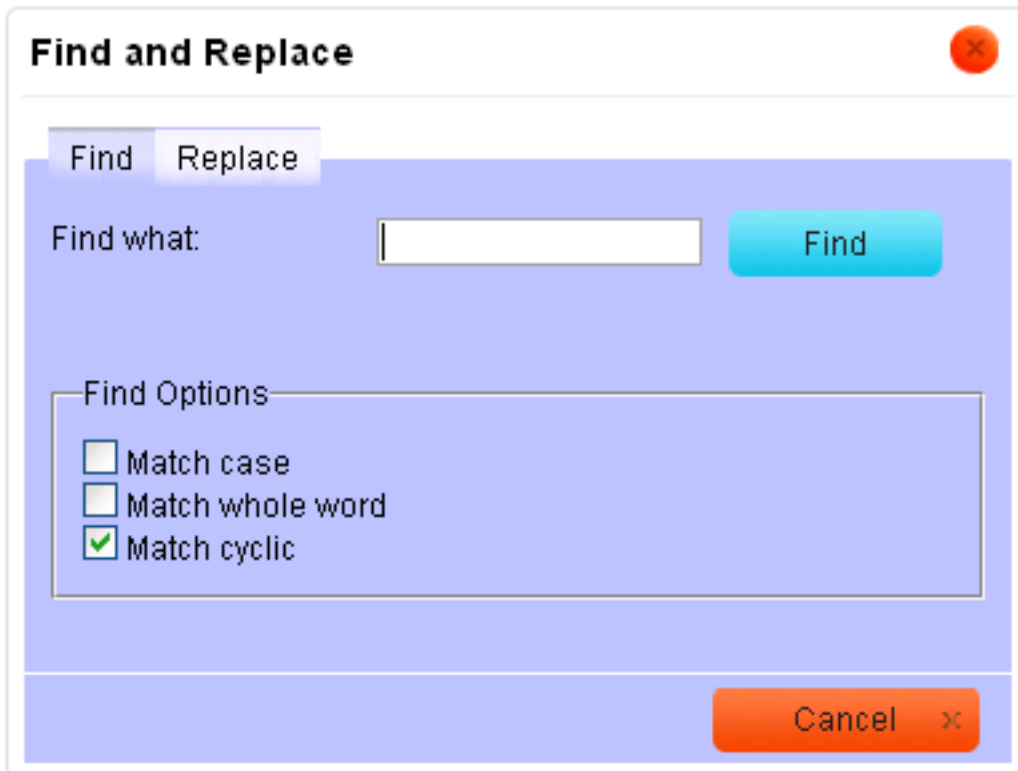 Find and Replace
Find Replace
Find what: Find
Find Options
Match case
Match whole word
Match cyclic
Cancel